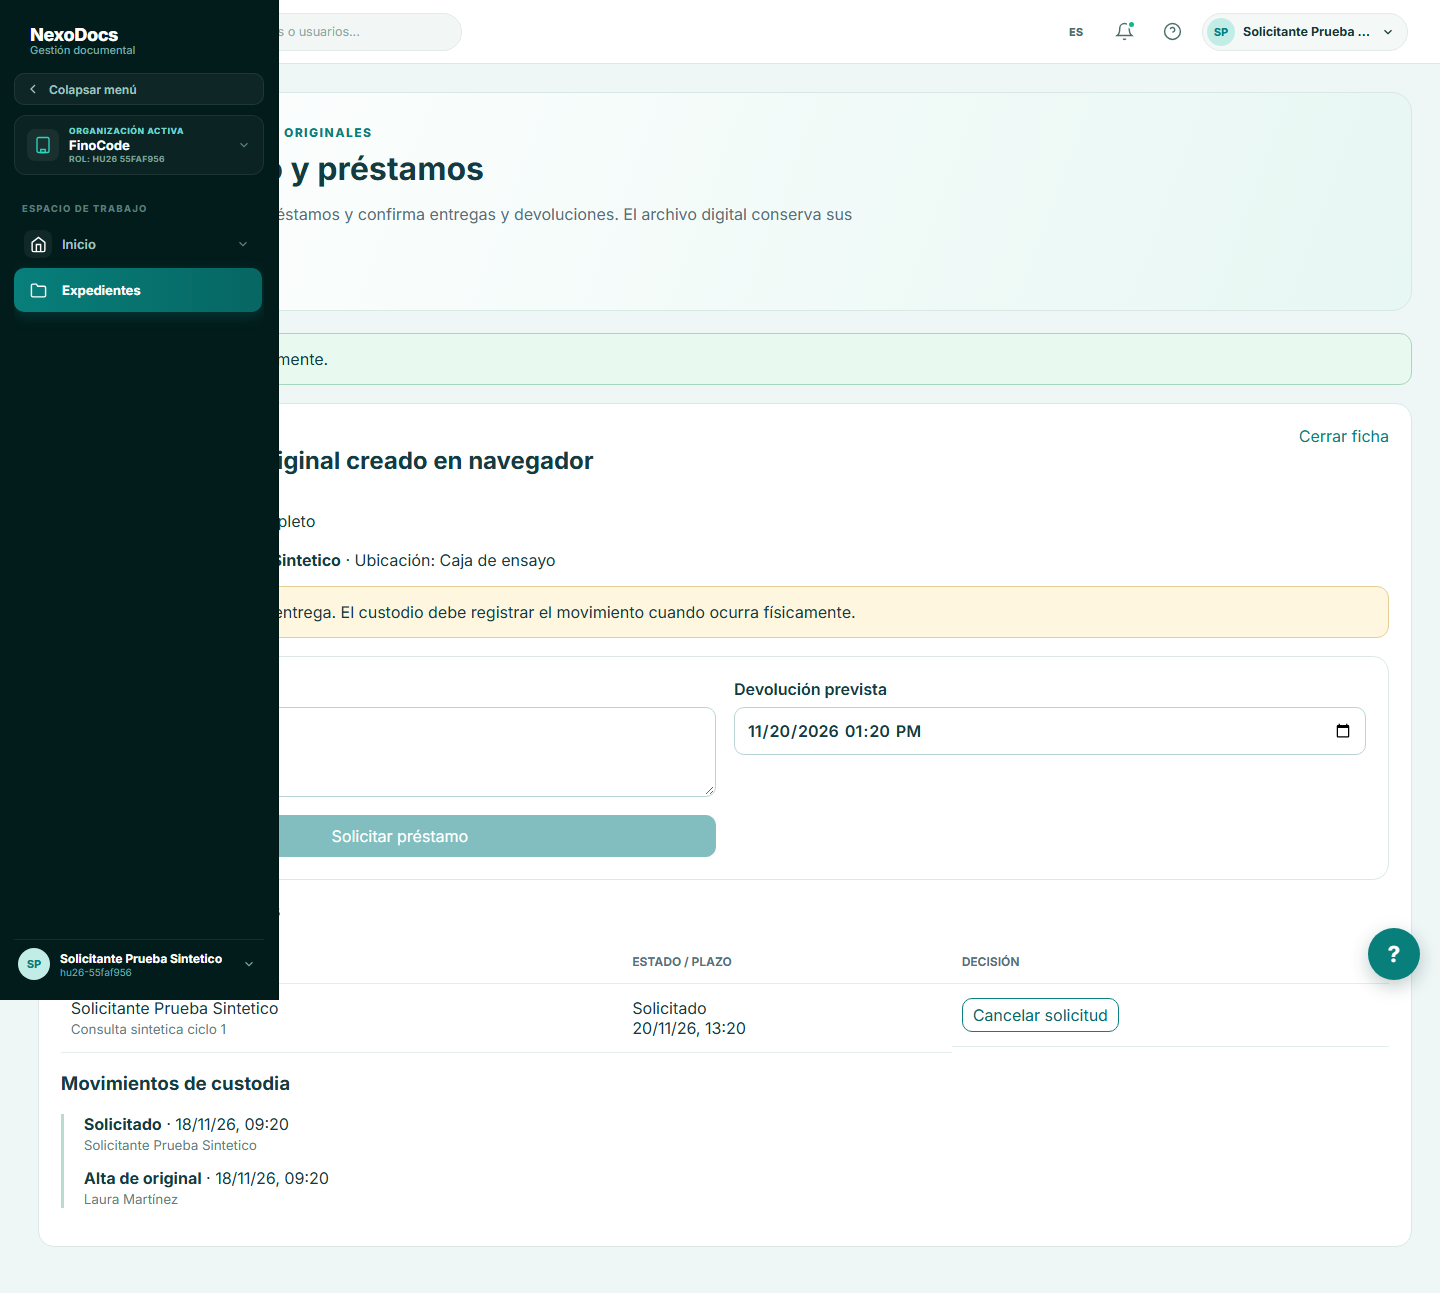 NexoDocs
Gestión documental
Colapsar menú
ORGANIZACIÓN ACTIVA
FinoCode
ROL: HU26 55FAF956
ESPACIO DE TRABAJO
Inicio
Expedientes
Solicitante Prueba Sintetico
hu26-55faf956
s o usuarios...
ES
SP Solicitante Prueba ...
ORIGINALES
y préstamos
éstamos y confirma entregas y devoluciones. El archivo digital conserva sus
mente.
Cerrar ficha
iginal creado en navegador
pleto
Sintetico · Ubicación: Caja de ensayo
entrega. El custodio debe registrar el movimiento cuando ocurra físicamente.
Devolución prevista
11/20/2026 01:20 PM
Solicitar préstamo
SP
?
ESTADO / PLAZO
DECISIÓN
Solicitante Prueba Sintetico
Consulta sintetica ciclo 1
Solicitado
20/11/26, 13:20
Cancelar solicitud
Movimientos de custodia
Solicitado · 18/11/26, 09:20
Solicitante Prueba Sintetico
Alta de original · 18/11/26, 09:20
Laura Martínez